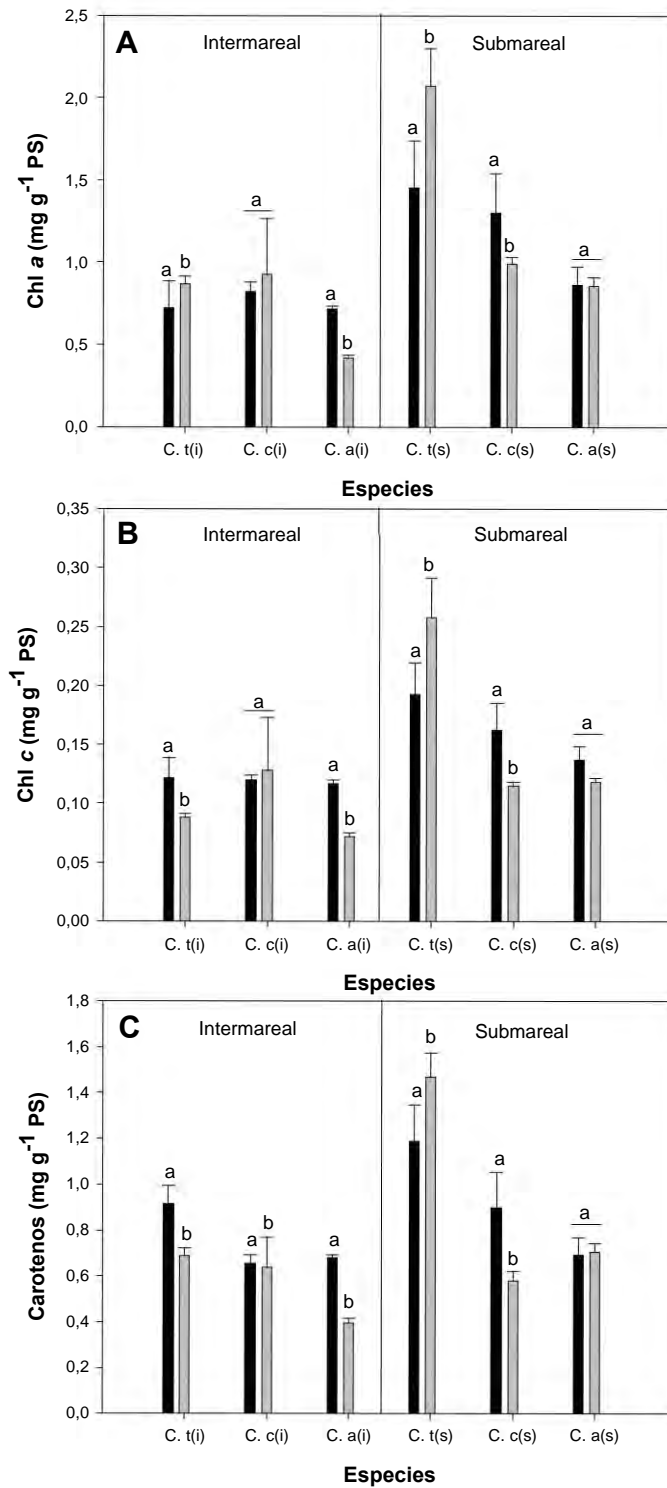 A
Intermareal Submareal
Chl a (mg g-1 PS)
2,5
2,0
1,5
1,0
0,5
0,0
a b a a b a b a b a
C. t(i) C. c(i) C. a(i) C. t(s) C. c(s) C. a(s)
Especies
B
Intermareal Submareal
Chl c (mg g-1 PS)
0,35
0,30
0,25
0,20
0,15
0,10
0,05
0,00
a b a a b a b a b a
C. t(i) C. c(i) C. a(i) C. t(s) C. c(s) C. a(s)
Especies
C
Intermareal Submareal
Carotenos (mg g-1 PS)
1,8
1,6
1,4
1,2
1,0
0,8
0,6
0,4
0,2
0,0
a b a b a b a b a b a
C. t(i) C. c(i) C. a(i) C. t(s) C. c(s) C. a(s)
Especies